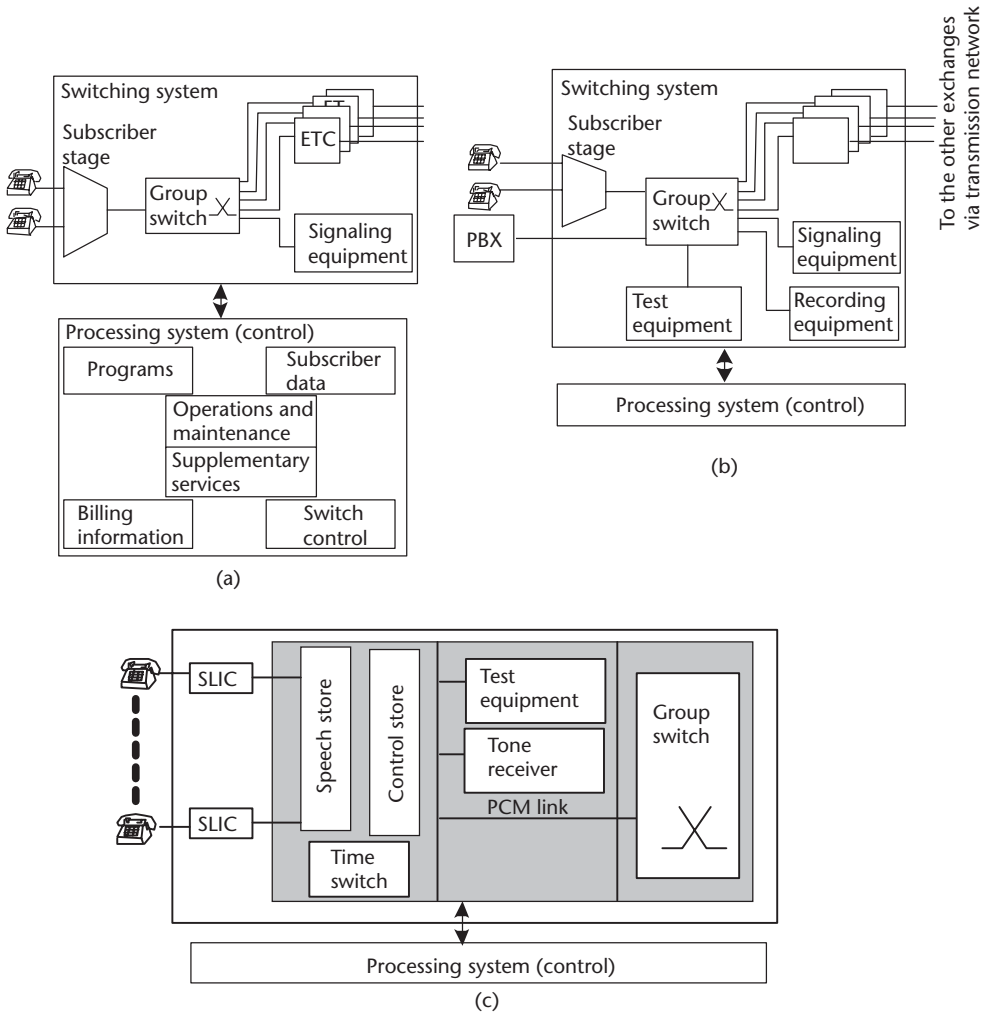 Switching system
Subscriber
stage
Group
switch
ET
ETC
Signaling
equipment
Processing system (control)
Programs
Subscriber
data
Operations and
maintenance
Supplementary
services
Billing
information
Switch
control
(a)
Switching system
Subscriber
stage
PBX
Group
switch
Signaling
equipment
Test
equipment
Recording
equipment
To the other exchanges
via transmission network
Processing system (control)
(b)
SLIC
SLIC
Speech store
Control store
Time
switch
Test
equipment
Tone
receiver
PCM link
Group
switch
Processing system (control)
(c)